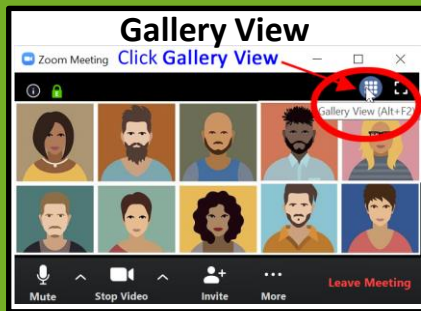 Gallery View
Zoom Meeting Click Gallery View
Gallery View (Alt+F2)
Mute Stop Video Invite More Leave Meeting